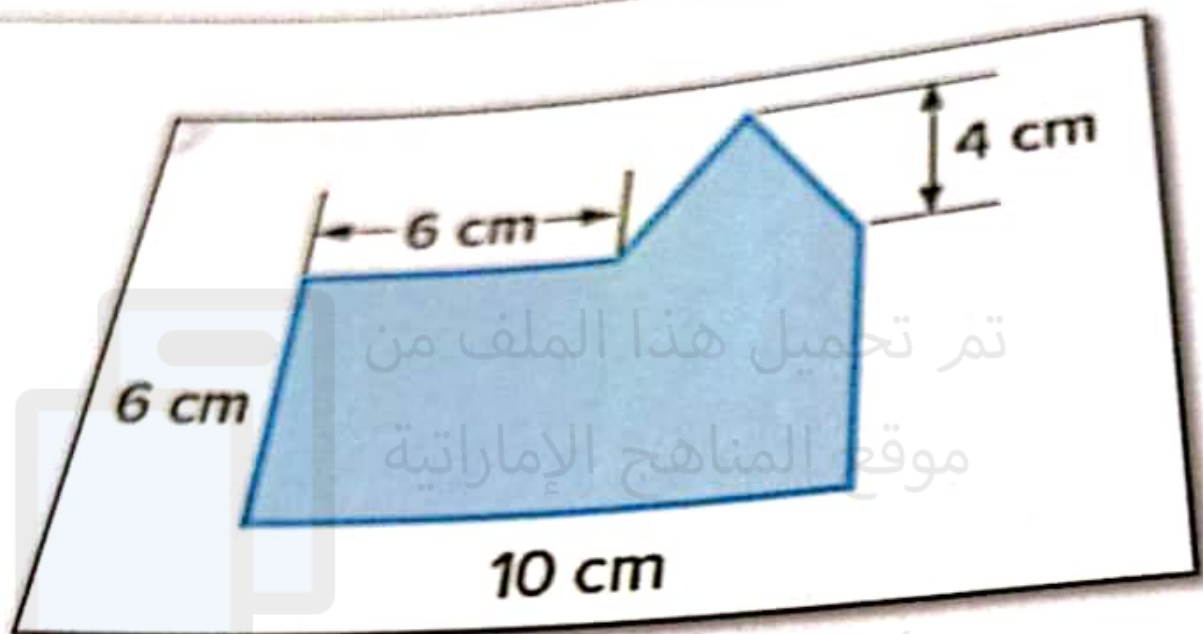 4 cm
6 cm
تم تحميل هذا الملف من
6 cm
موقع المناهج الإماراتية
10 cm